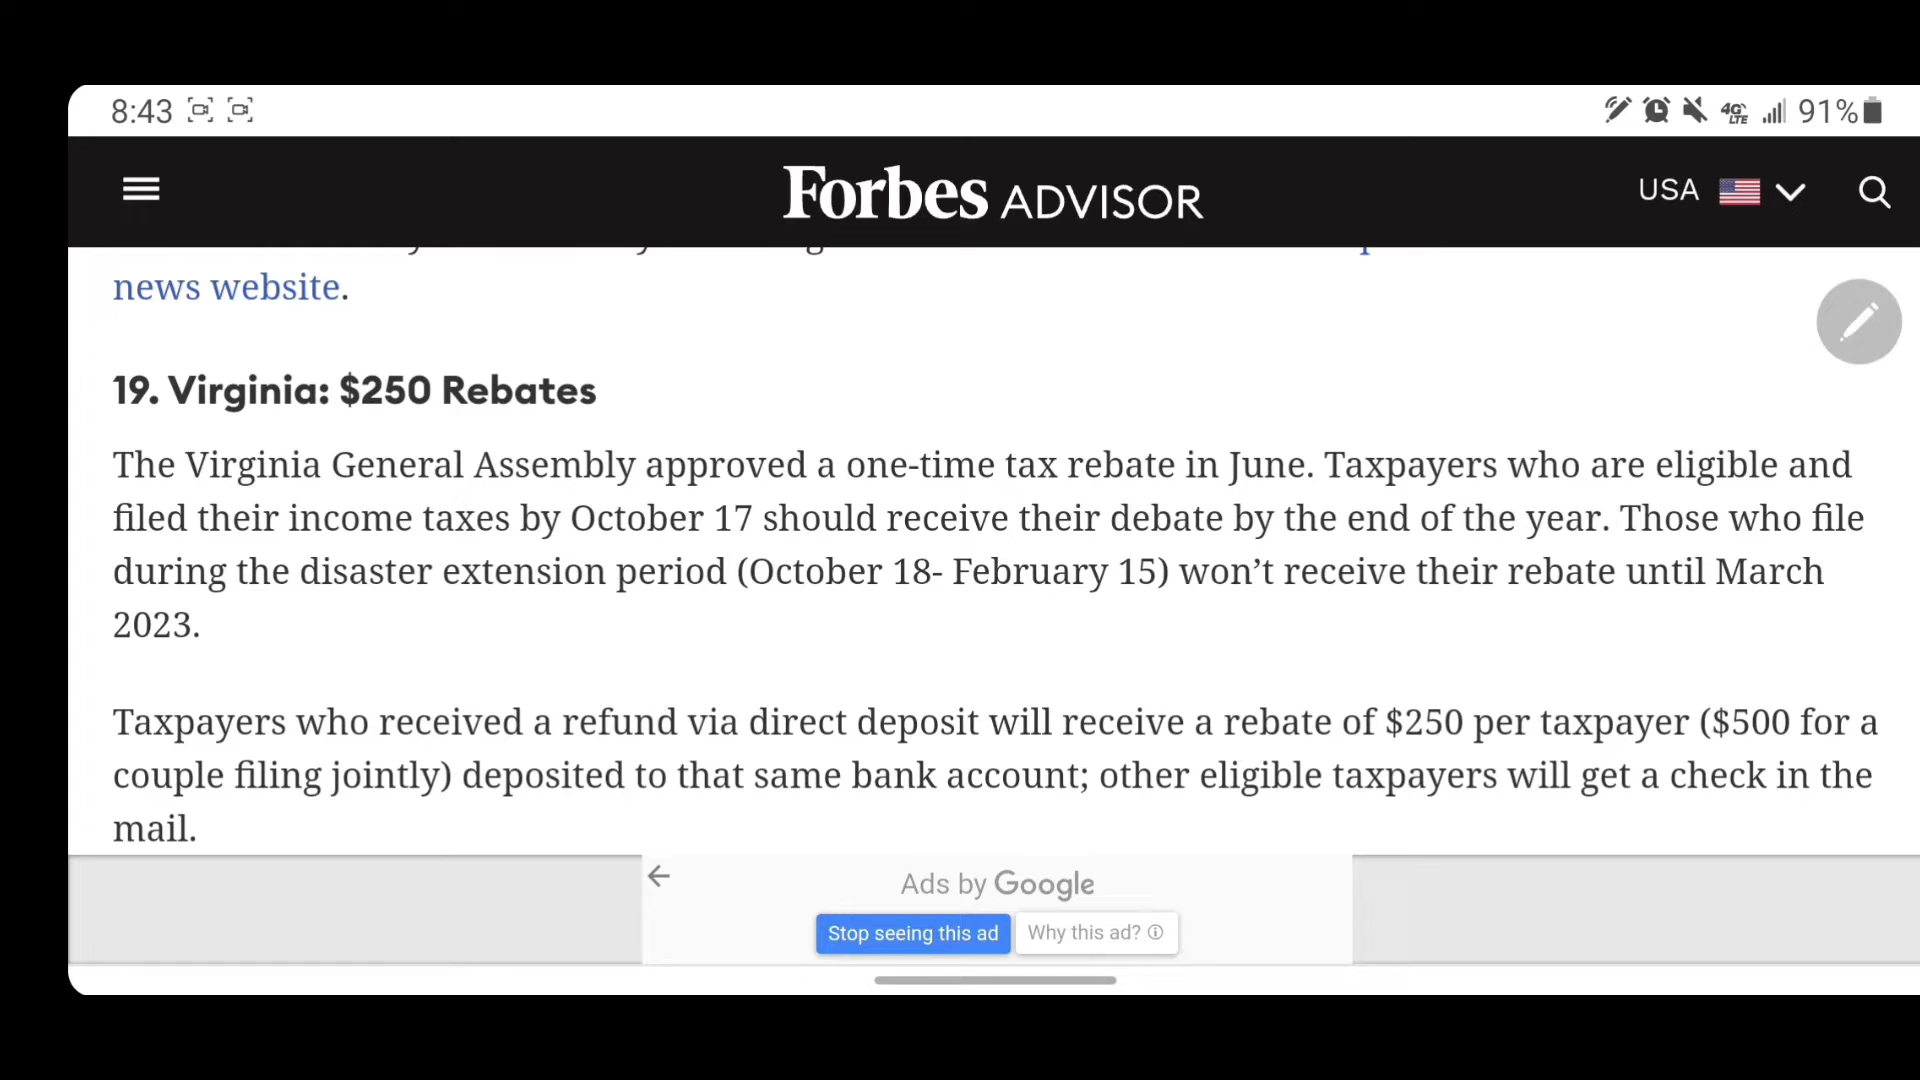 8:43
4G LTE 91%
Forbes ADVISOR
USA
news website.
19. Virginia: $250 Rebates
The Virginia General Assembly approved a one-time tax rebate in June. Taxpayers who are eligible and
filed their income taxes by October 17 should receive their debate by the end of the year. Those who file
during the disaster extension period (October 18- February 15) won’t receive their rebate until March
2023.
Taxpayers who received a refund via direct deposit will receive a rebate of $250 per taxpayer ($500 for a
couple filing jointly) deposited to that same bank account; other eligible taxpayers will get a check in the
mail.
Ads by Google
Stop seeing this ad
Why this ad?